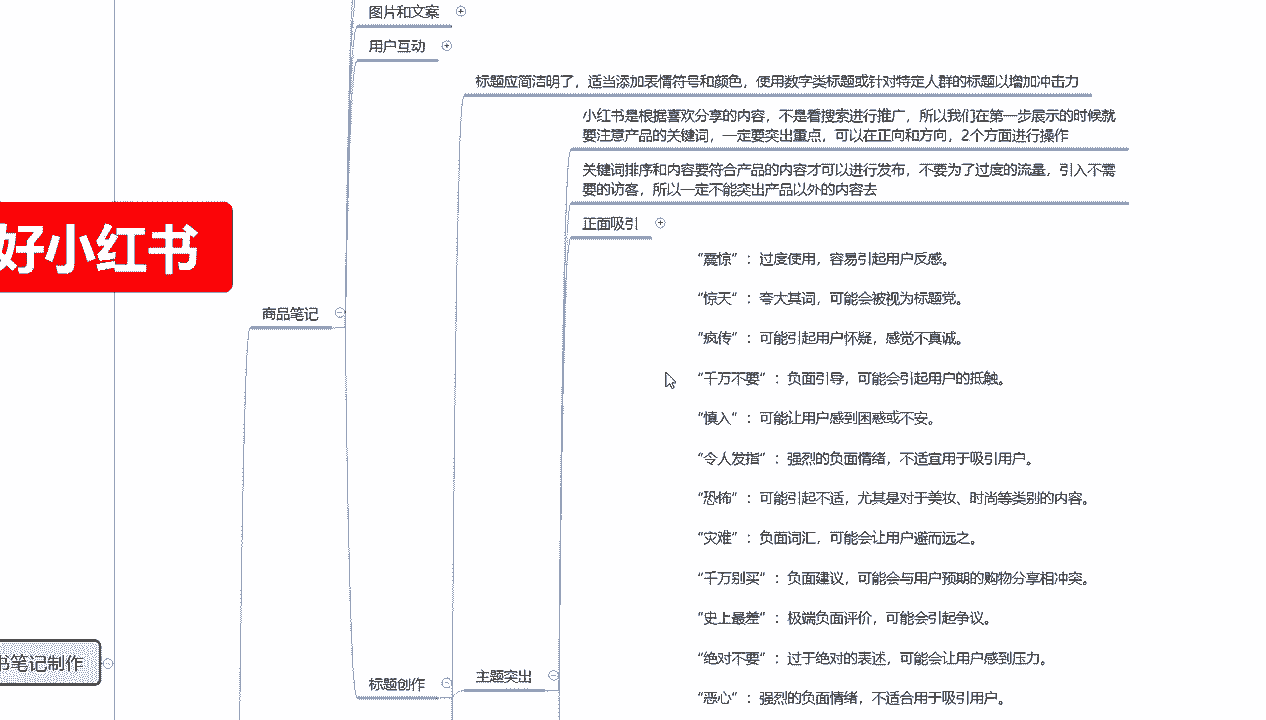 图片和文案
用户互动
标题应简洁明了，适当添加表情符号和颜色，使用数字类标题或针对特定人群的标题以增加冲击力
小红书是根据喜欢分享的内容，不是看搜索进行推广，所以我们在第一步展示的时候就
要注意产品的关键词，一定要突出重点，可以在正向和方向，2个方面进行操作
关键词排序和内容要符合产品的内容才可以进行发布，不要为了过度的流量，引入不需
要的访客，所以一定不能突出产品以外的内容去
正面吸引
好小红书
“震惊”：过度使用，容易引起用户反感。
“惊天”：夸大其词，可能会被视为标题党。
商品笔记
“疯传”：可能引起用户怀疑，感觉不真诚。
“千万不要”：负面引导，可能会引起用户的抵触。
“慎入”：可能让用户感到困惑或不安。
“令人发指”：强烈的负面情绪，不适宜用于吸引用户。
“恐怖”：可能引起不适，尤其是对于美妆、时尚等类别的内容。
“灾难”：负面词汇，可能会让用户避而远之。
“千万别买”：负面建议，可能会与用户预期的购物分享相冲突。
“史上最差”：极端负面评价，可能会引起争议。
“绝对不要”：过于绝对的表述，可能会让用户感到压力。
书笔记制作
主题突出
标题创作
“恶心”：强烈的负面情绪，不适合用于吸引用户。